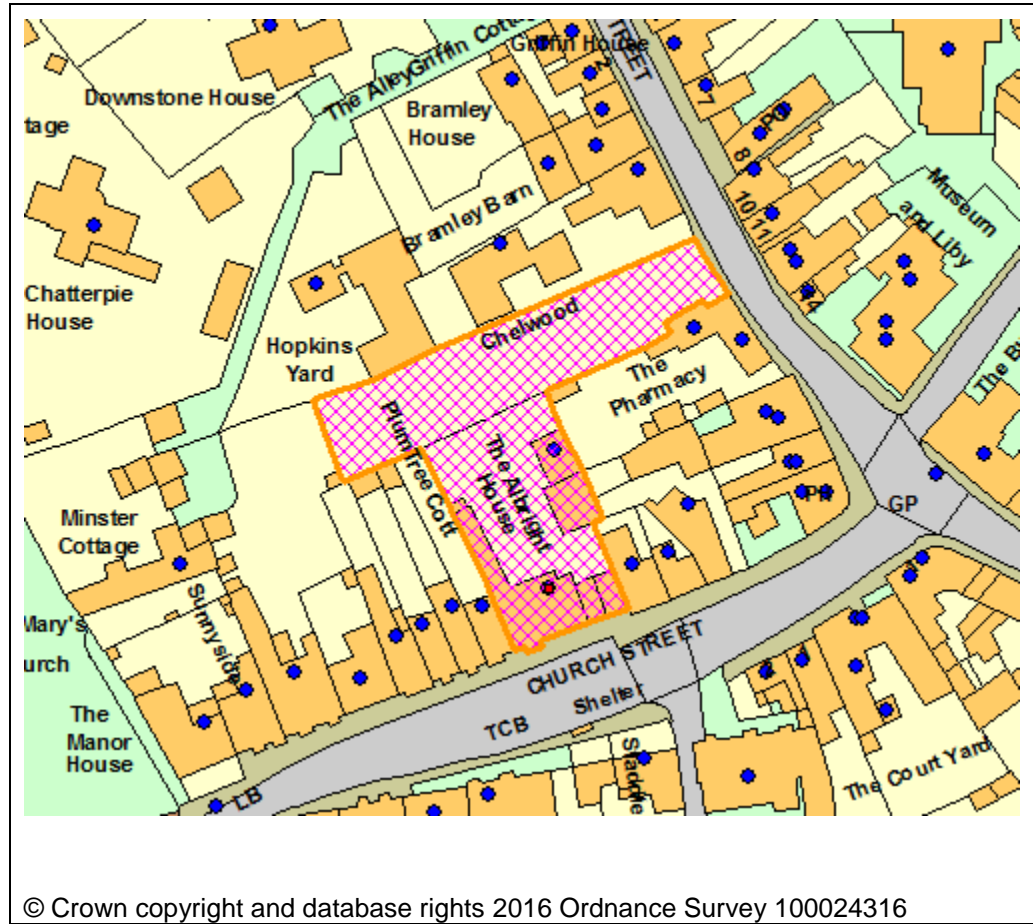 TREET
Griffin House
The Alley
Griffin Cotta
2
7
Downstone House
tage
Bramley
House
PO
8
10
11
14
Museum
and Liby
Bramley Barn
Chatterpie
House
Hopkins
Yard
Chelwood
The
Pharmacy
Plum Tree Cott
The Albright
House
Minster
Cottage
Sunnyside
GP
Mary's
urch
CHURCH STREET
Shelter
TCB
The
Manor
House
LB
The Court Yard
© Crown copyright and database rights 2016 Ordnance Survey 100024316